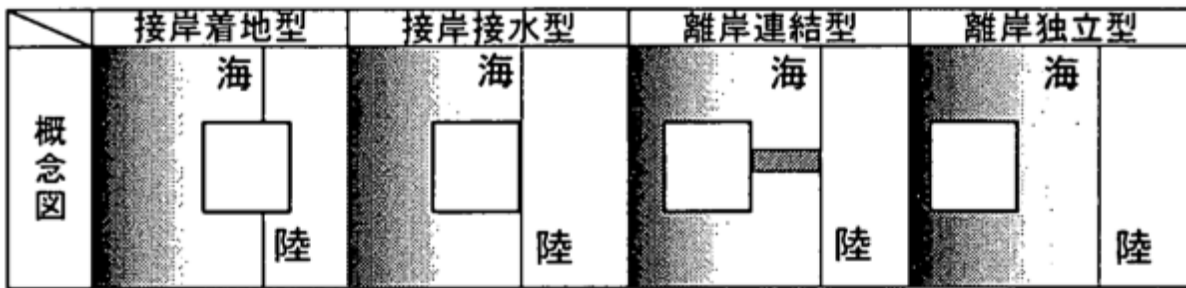 接岸着地型 接岸接水型 離岸連結型 離岸独立型
概念図
海 陸
海 陸
海 陸
海 陸